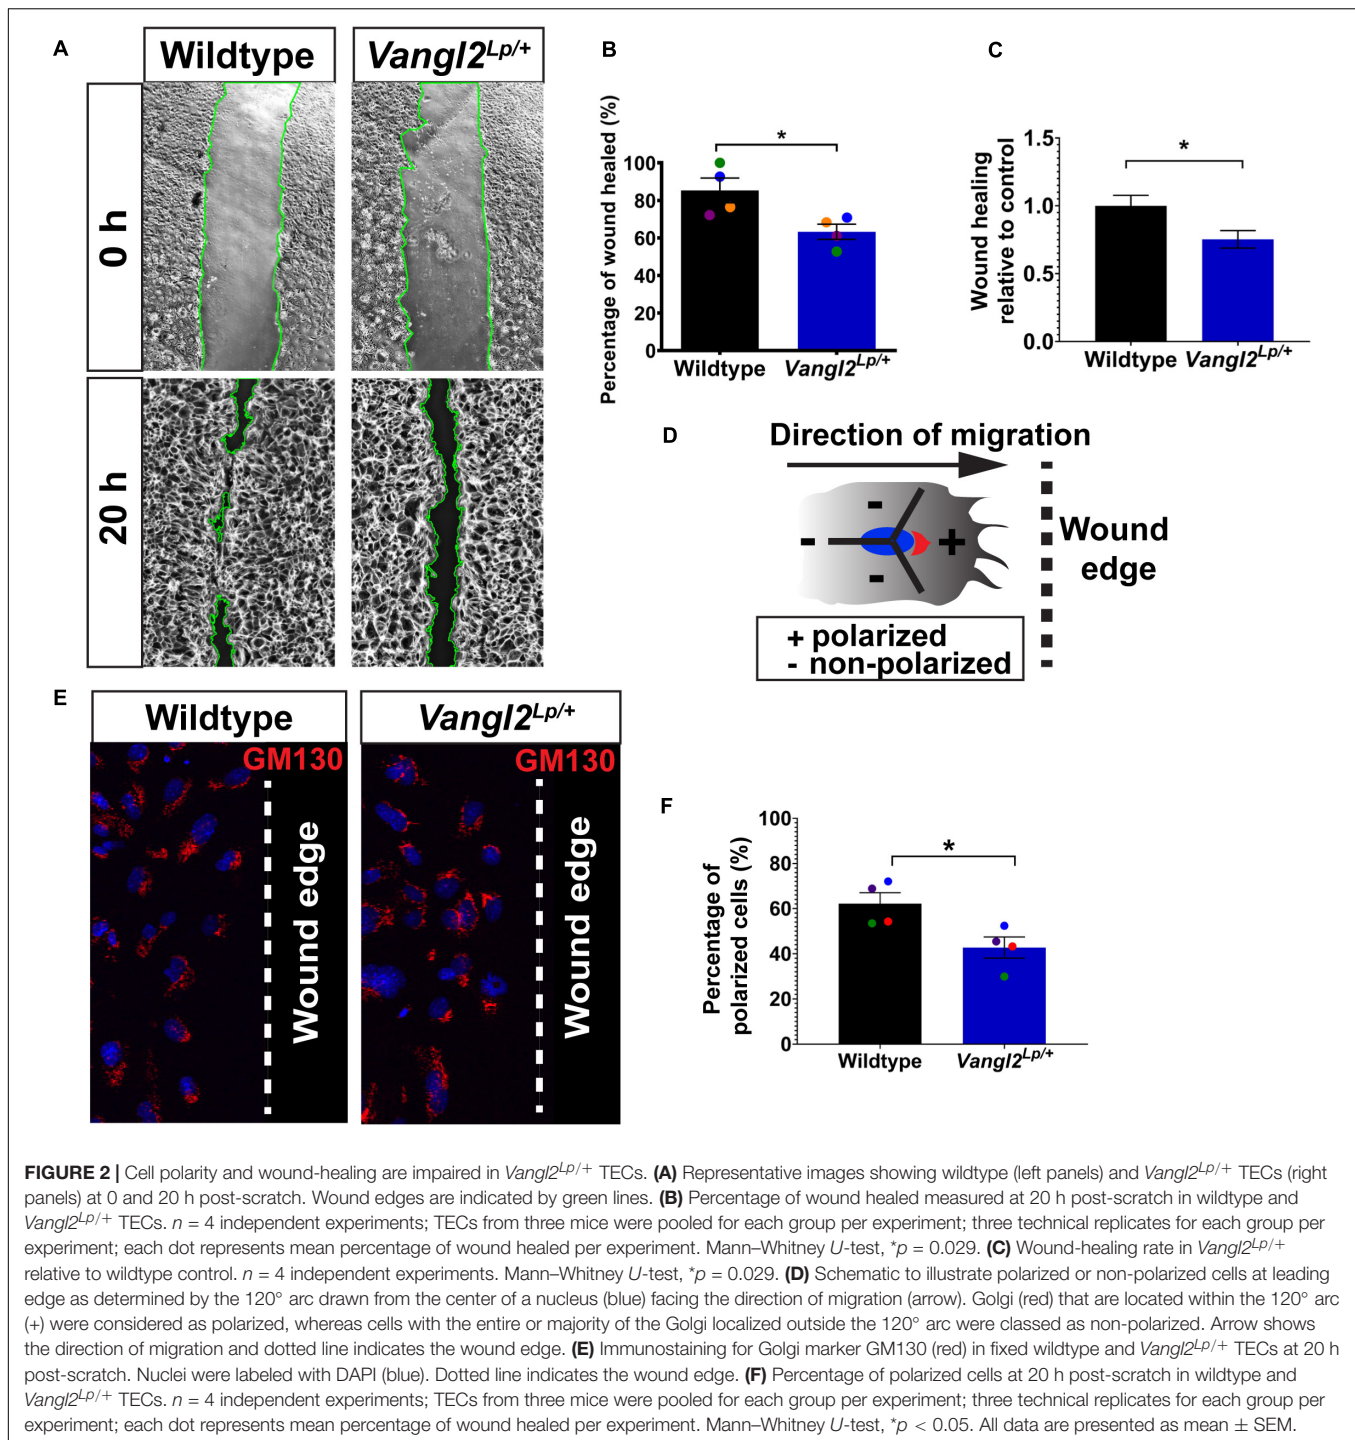 A
Wildtype
Vangl2Lp/+
0 h
20 h
B
Percentage of wound healed (%)
100
80
60
40
20
0
*
Wildtype
Vangl2Lp/+
C
Wound healing
relative to control
1.5
1.0
0.5
0.0
*
Wildtype
Vangl2Lp/+
D
Direction of migration
-
-
+
-
Wound
edge
+ polarized
- non-polarized
E
Wildtype
Vangl2Lp/+
GM130
Wound edge
GM130
Wound edge
F
Percentage of
polarized cells (%)
100
80
60
40
20
0
*
Wildtype
Vangl2Lp/+
FIGURE 2 | Cell polarity and wound-healing are impaired in Vangl2Lp/+ TECs. (A) Representative images showing wildtype (left panels) and Vangl2Lp/+ TECs (right
panels) at 0 and 20 h post-scratch. Wound edges are indicated by green lines. (B) Percentage of wound healed measured at 20 h post-scratch in wildtype and
Vangl2Lp/+ TECs. n = 4 independent experiments; TECs from three mice were pooled for each group per experiment; three technical replicates for each group per
experiment; each dot represents mean percentage of wound healed per experiment. Mann–Whitney U-test, *p = 0.029. (C) Wound-healing rate in Vangl2Lp/+
relative to wildtype control. n = 4 independent experiments. Mann–Whitney U-test, *p = 0.029. (D) Schematic to illustrate polarized or non-polarized cells at leading
edge as determined by the 120° arc drawn from the center of a nucleus (blue) facing the direction of migration (arrow). Golgi (red) that are located within the 120° arc
(+) were considered as polarized, whereas cells with the entire or majority of the Golgi localized outside the 120° arc were classed as non-polarized. Arrow shows
the direction of migration and dotted line indicates the wound edge. (E) Immunostaining for Golgi marker GM130 (red) in fixed wildtype and Vangl2Lp/+ TECs at 20 h
post-scratch. Nuclei were labeled with DAPI (blue). Dotted line indicates the wound edge. (F) Percentage of polarized cells at 20 h post-scratch in wildtype and
Vangl2Lp/+ TECs. n = 4 independent experiments; TECs from three mice were pooled for each group per experiment; three technical replicates for each group per
experiment; each dot represents mean percentage of wound healed per experiment. Mann–Whitney U-test, *p < 0.05. All data are presented as mean ± SEM.